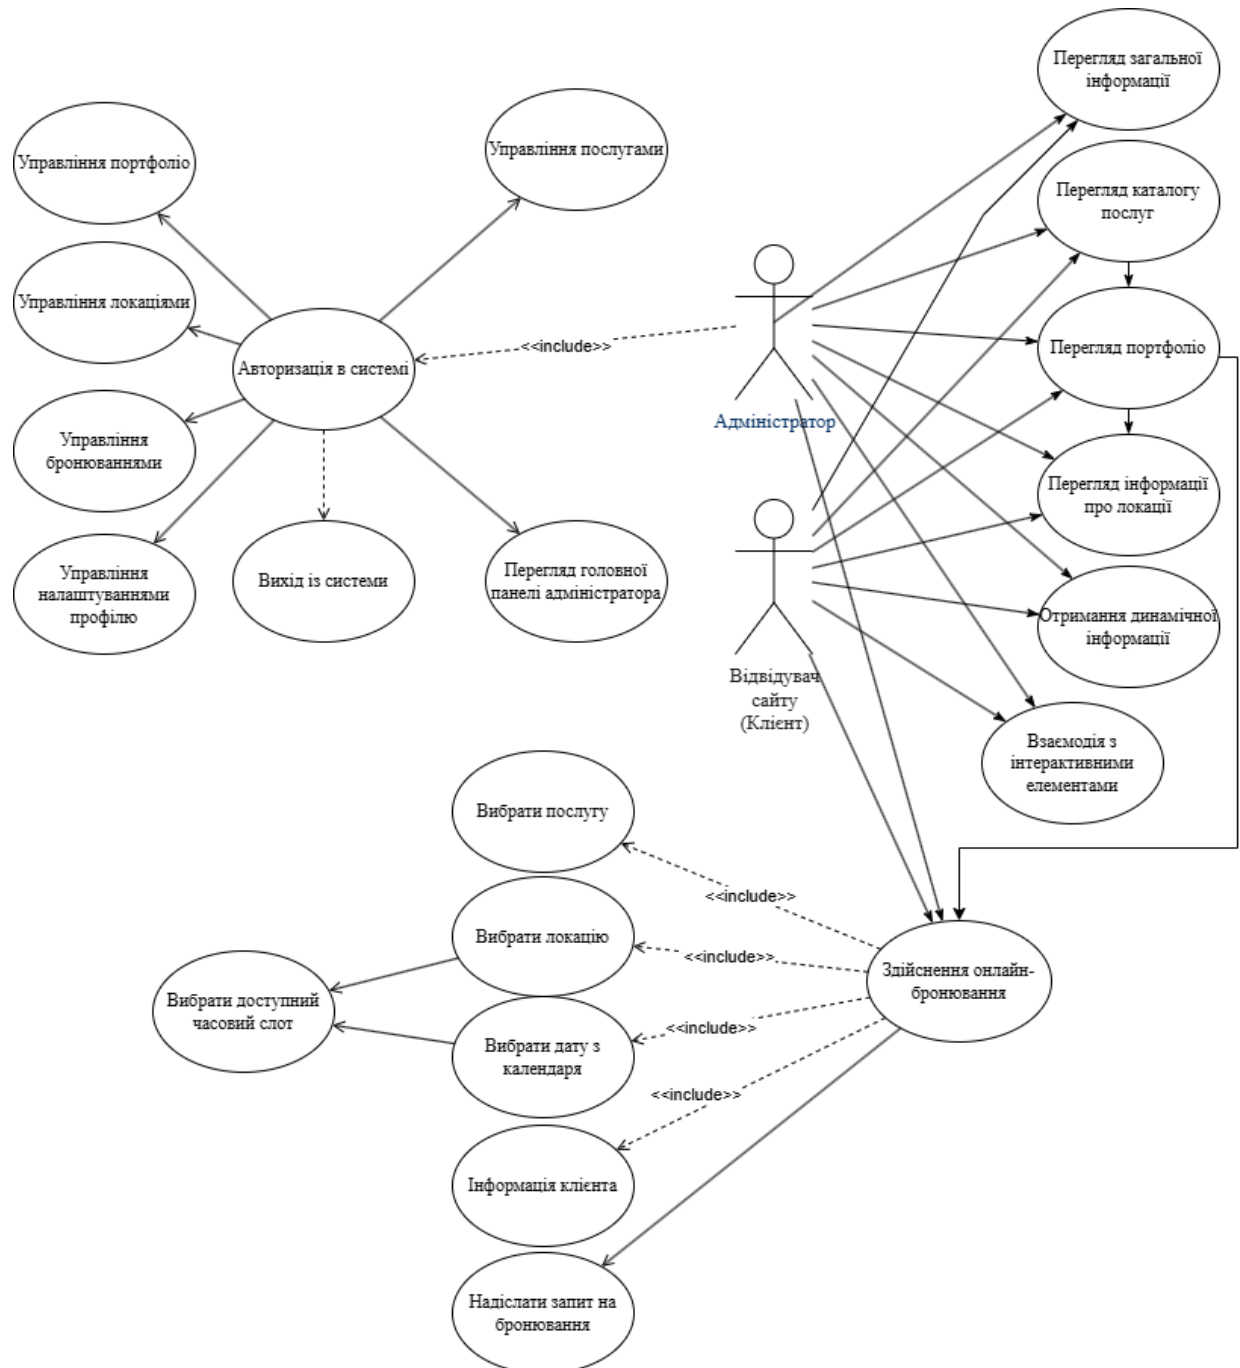 Перегляд загальної
інформації
Управління портфоліо
Управління послугами
Перегляд каталогу
послуг
Управління локаціями
Перегляд портфоліо
<<include>>
Авторизація в системі
Адміністратор
Управління
бронюваннями
Перегляд інформації
про локації
Управління
налаштуваннями
профілю
Вихід із системи
Перегляд головної
панелі адміністратора
Отримання динамічної
інформації
Відвідувач
сайту
(Клієнт)
Взаємодія з
інтерактивними
елементами
Вибрати послугу
<<include>>
Вибрати локацію
<<include>>
Здійснення онлайн-
бронювання
Вибрати доступний
часовий слот
<<include>>
Вибрати дату з
календаря
<<include>>
Інформація клієнта
Надіслати запит на
бронювання